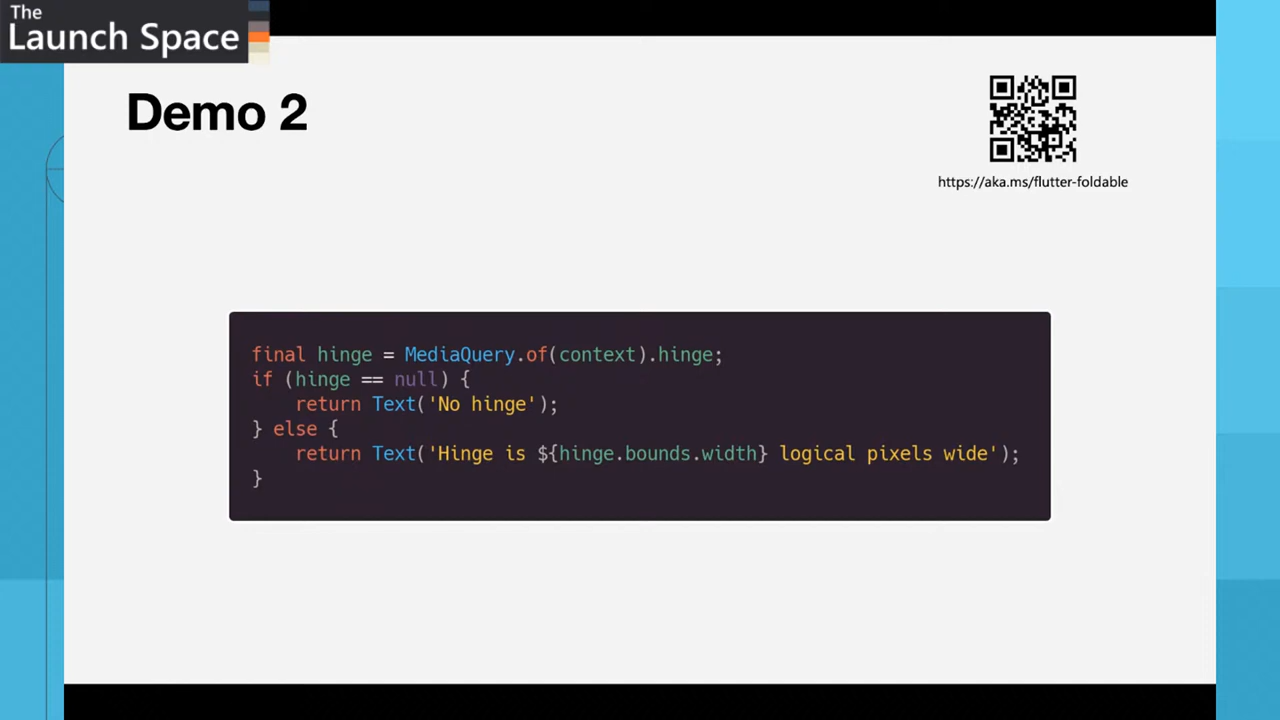 The
Launch Space
Demo 2
https://aka.ms/flutter-foldable
final hinge = MediaQuery.of(context).hinge;
if (hinge == null) {
    return Text('No hinge');
} else {
    return Text('Hinge is ${hinge.bounds.width} logical pixels wide');
}